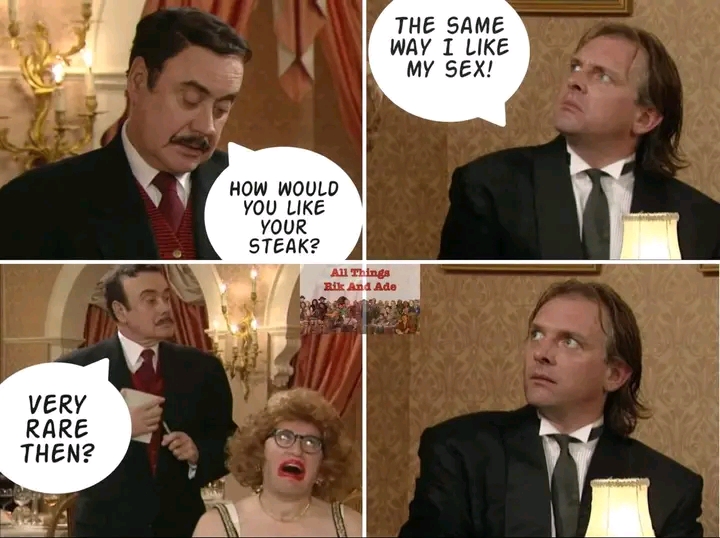 HOW WOULD
YOU LIKE
YOUR
STEAK?
THE SAME
WAY I LIKE
MY SEX!
All Things
Rik And Ade
VERY
RARE
THEN?